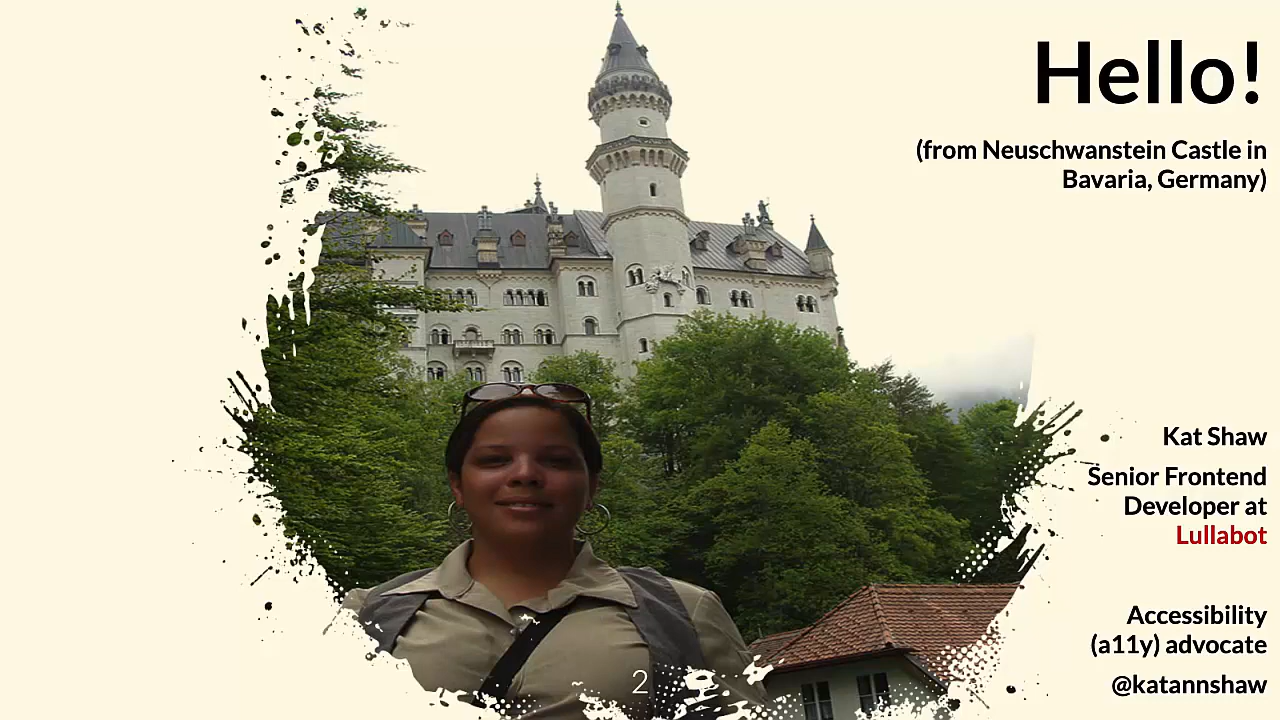 Hello!
(from Neuschwanstein Castle in
Bavaria, Germany)
Kat Shaw
Senior Frontend
Developer at
Lullabot
Accessibility
(a11y) advocate
@katannshaw
2